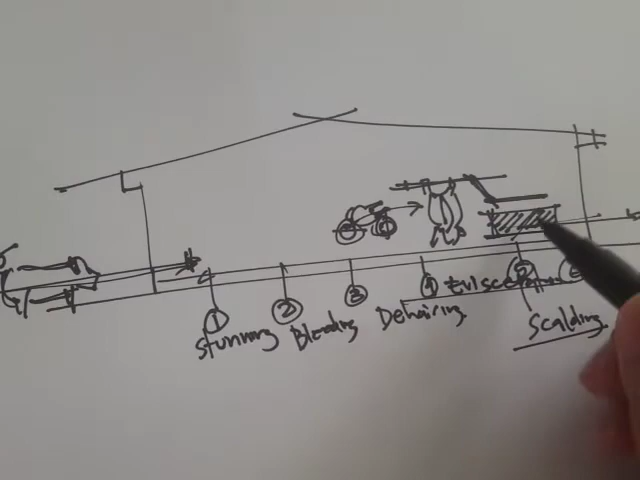 ① ② ③ ④ ⑤
Stunning Bleeding Dehairing Evisceration
Scalding